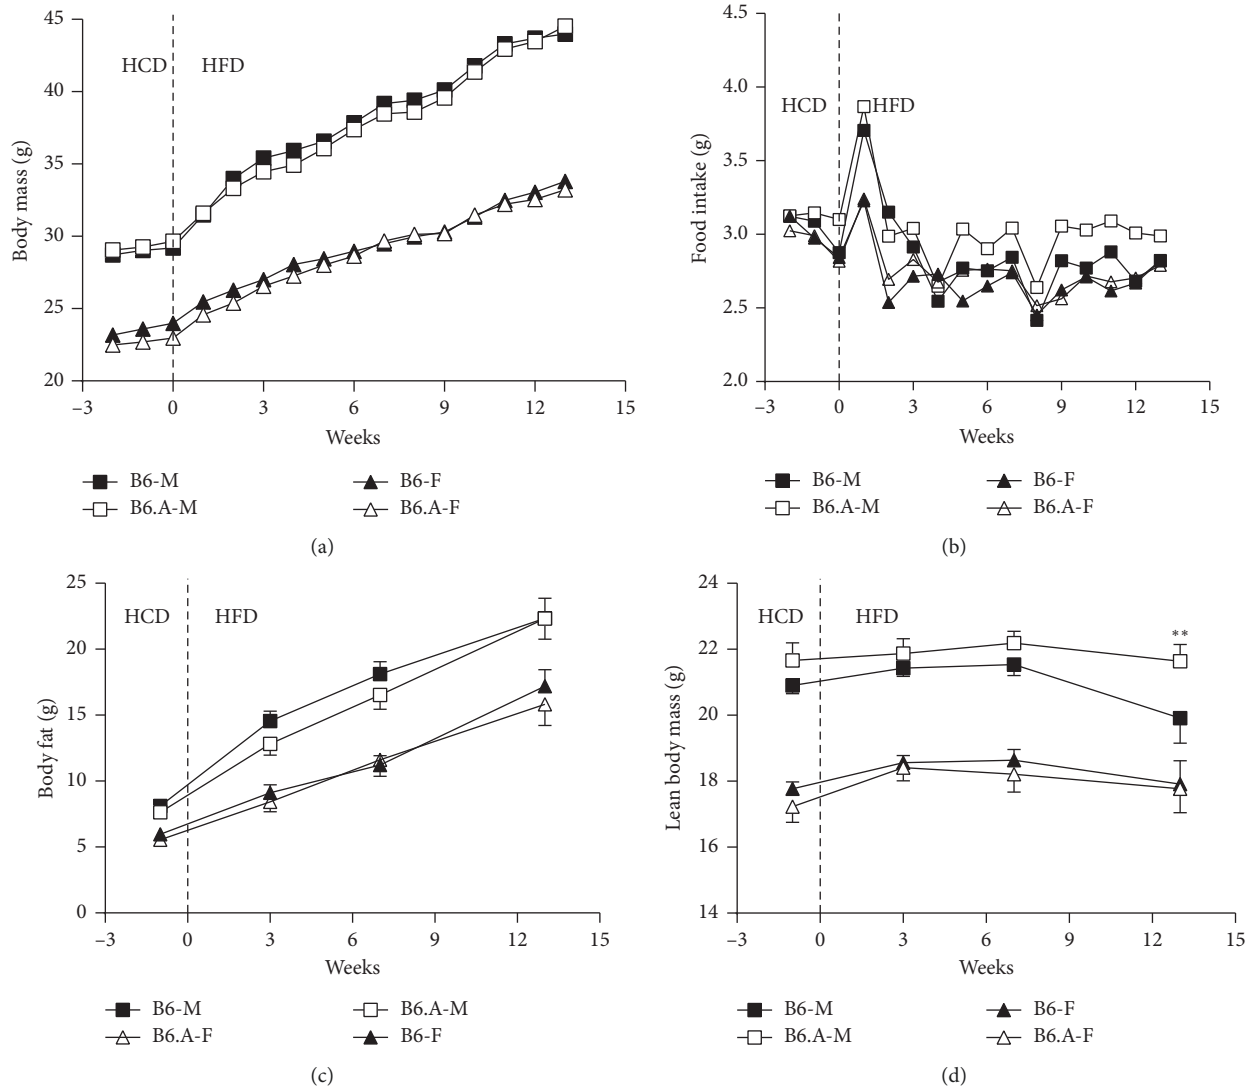 45
40
35
30
25
20
Body mass (g)
HCD HFD
–3 0 3 6 9 12 15
Weeks
B6-M B6-F
B6.A-M B6.A-F
(a)
4.5
4.0
3.5
3.0
2.5
2.0
Food intake (g)
HCD HFD
–3 0 3 6 9 12 15
Weeks
B6-M B6-F
B6.A-M B6.A-F
(b)
25
20
15
10
5
0
Body fat (g)
HCD HFD
–3 0 3 6 9 12 15
Weeks
B6-M B6.A-M
B6.A-F B6-F
(c)
24
22
20
18
16
14
Lean body mass (g)
HCD HFD
**
–3 0 3 6 9 12 15
Weeks
B6-M B6-F
B6.A-M B6.A-F
(d)